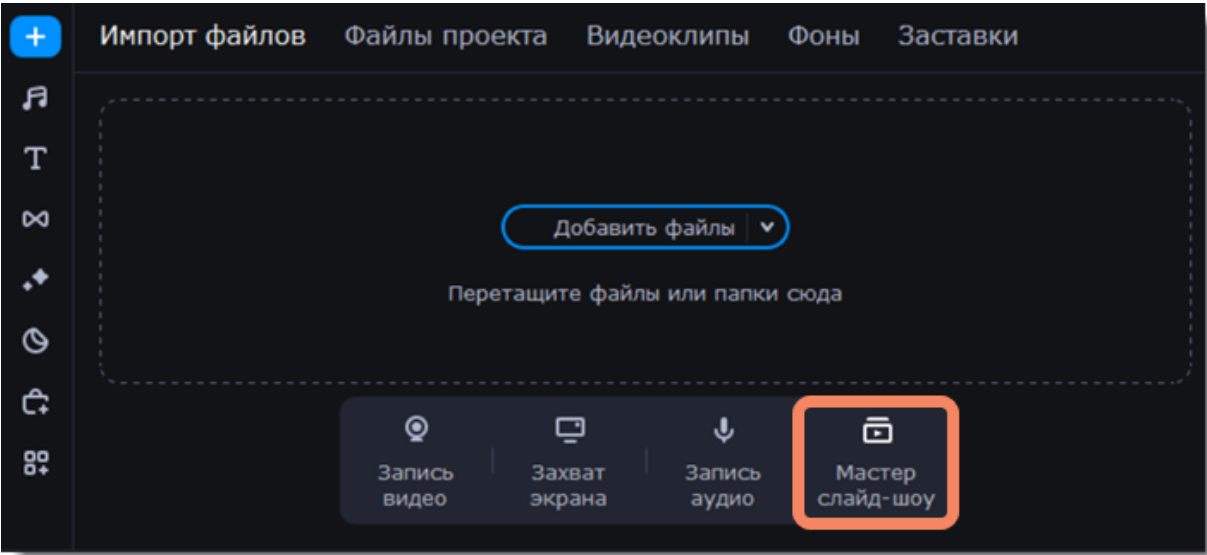 Импорт файлов Файлы проекта Видеоклипы Фоны Заставки
Добавить файлы
Перетащите файлы или папки сюда
Запись видео
Захват экрана
Запись аудио
Мастер слайд-шоу